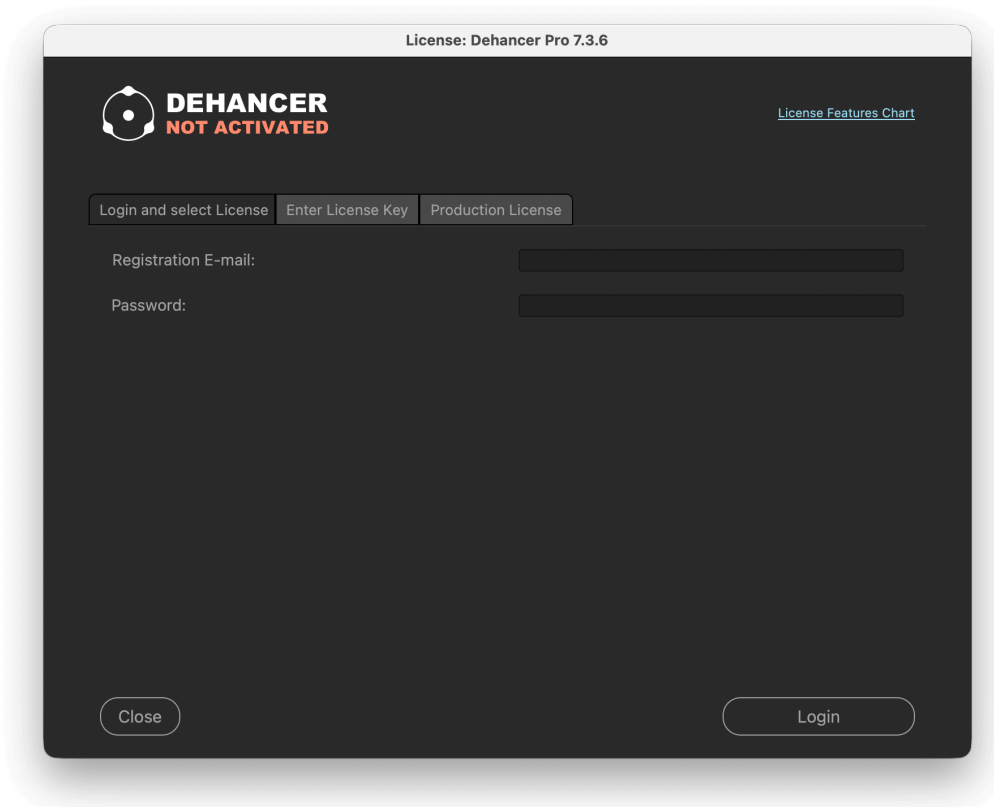 License: Dehancer Pro 7.3.6
DEHANCER
NOT ACTIVATED
License Features Chart
Login and select License
Enter License Key
Production License
Registration E-mail:
Password:
Close
Login